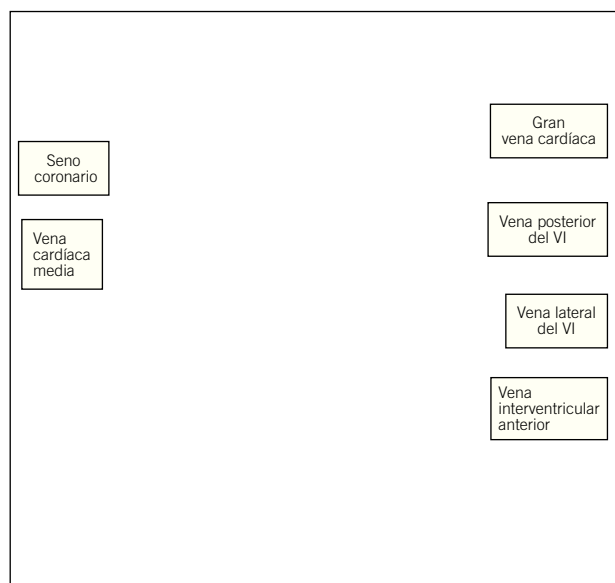 Gran
vena cardíaca
Seno
coronario
Vena posterior
del VI
Vena
cardíaca
media
Vena lateral
del VI
Vena
interventricular
anterior